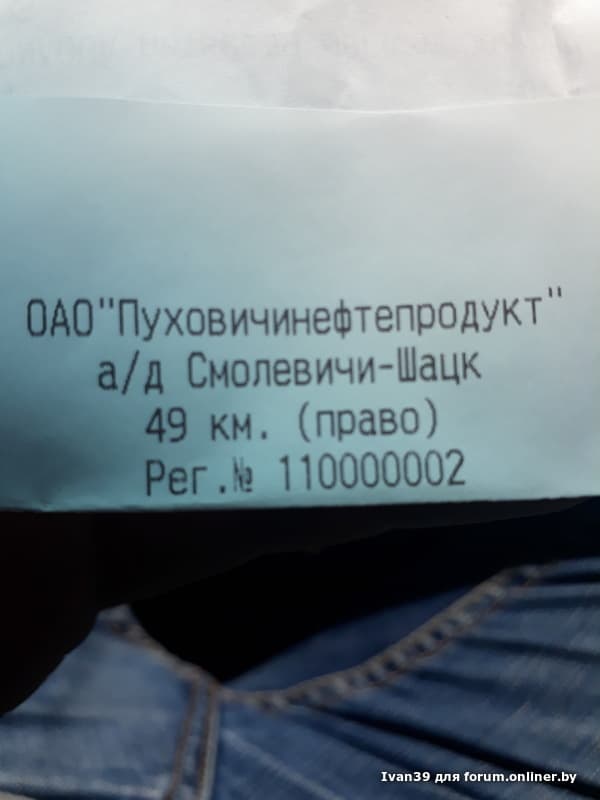 ОАО"Пуховичинефтепродукт"
а/д Смолевичи-Шацк
49 км. (право)
Рег.№ 110000002
Ivan39 для forum.onliner.by